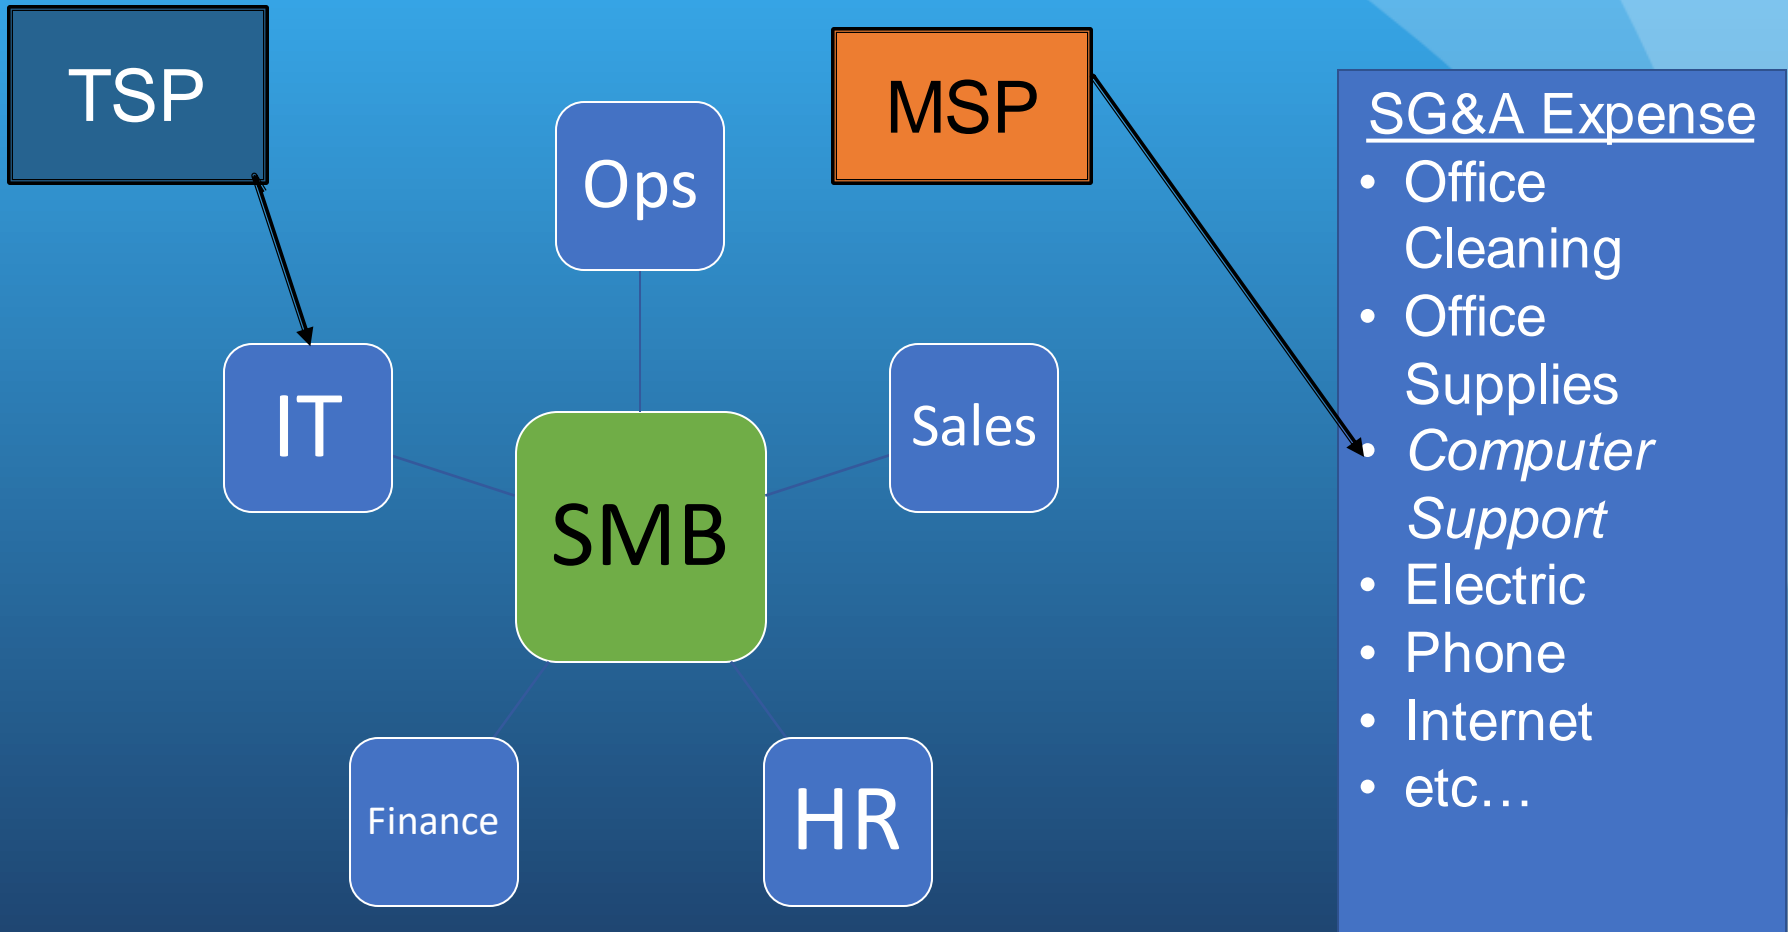 TSP
MSP
Ops
IT
Sales
SMB
Finance
HR
SG&A Expense
• Office
Cleaning
• Office
Supplies
• Computer
Support
• Electric
• Phone
• Internet
• etc…